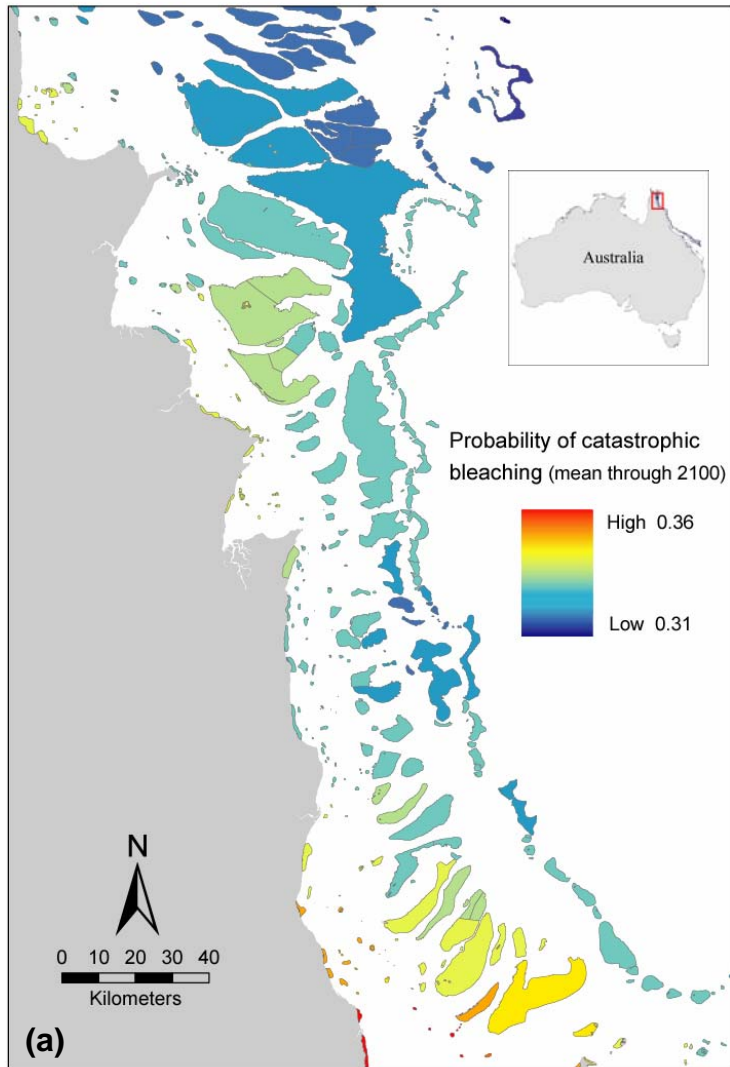 Australia
Probability of catastrophic
bleaching (mean through 2100)
High 0.36
Low 0.31
N
0 10 20 30 40
Kilometers
(a)